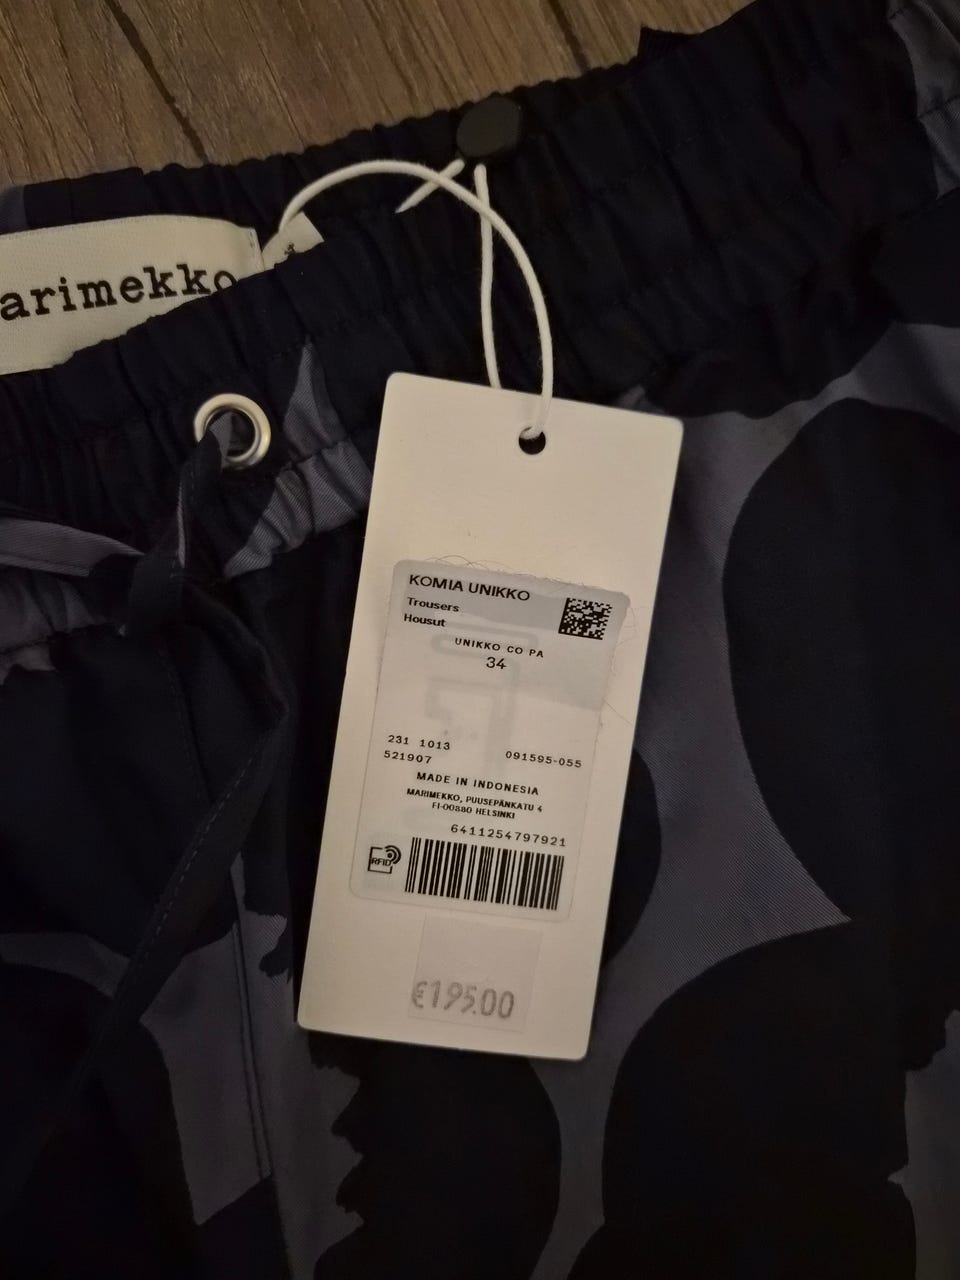 arimekko
KOMIA UNIKKO
Trousers
Housut
UNIKKO CO PA
34
231 1013
521907
091595-055
MADE IN INDONESIA
MARIMEKKO, PUUSEPÄNKATU 4
FI-00880 HELSINKI
6411254797921
RFID
€195.00